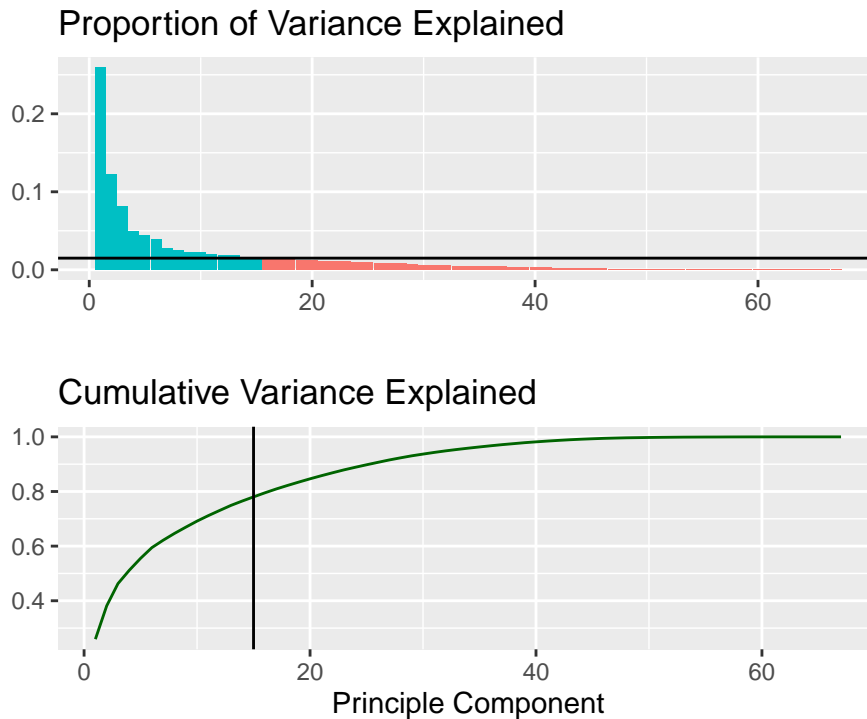 Proportion of Variance Explained
0.2
0.1
0.0
0 20 40 60
Cumulative Variance Explained
1.0
0.8
0.6
0.4
0 20 40 60
Principle Component